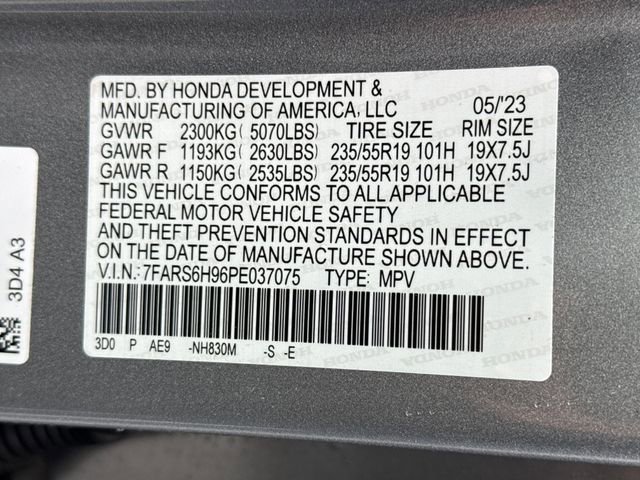 MFD. BY HONDA DEVELOPMENT &
MANUFACTURING OF AMERICA, LLC 05/'23
GVWR 2300KG( 5070LBS) TIRE SIZE RIM SIZE
GAWR F 1193KG( 2630LBS) 235/55R19 101H 19X7.5J
GAWR R 1150KG( 2535LBS) 235/55R19 101H 19X7.5J
THIS VEHICLE CONFORMS TO ALL APPLICABLE
FEDERAL MOTOR VEHICLE SAFETY
AND THEFT PREVENTION STANDARDS IN EFFECT
ON THE DATE OF MANUFACTURE SHOWN ABOVE.
V.I.N.:7FARS6H96PE037075 TYPE: MPV
3D0 P AE9 -NH830M -S -E
3D4 A3